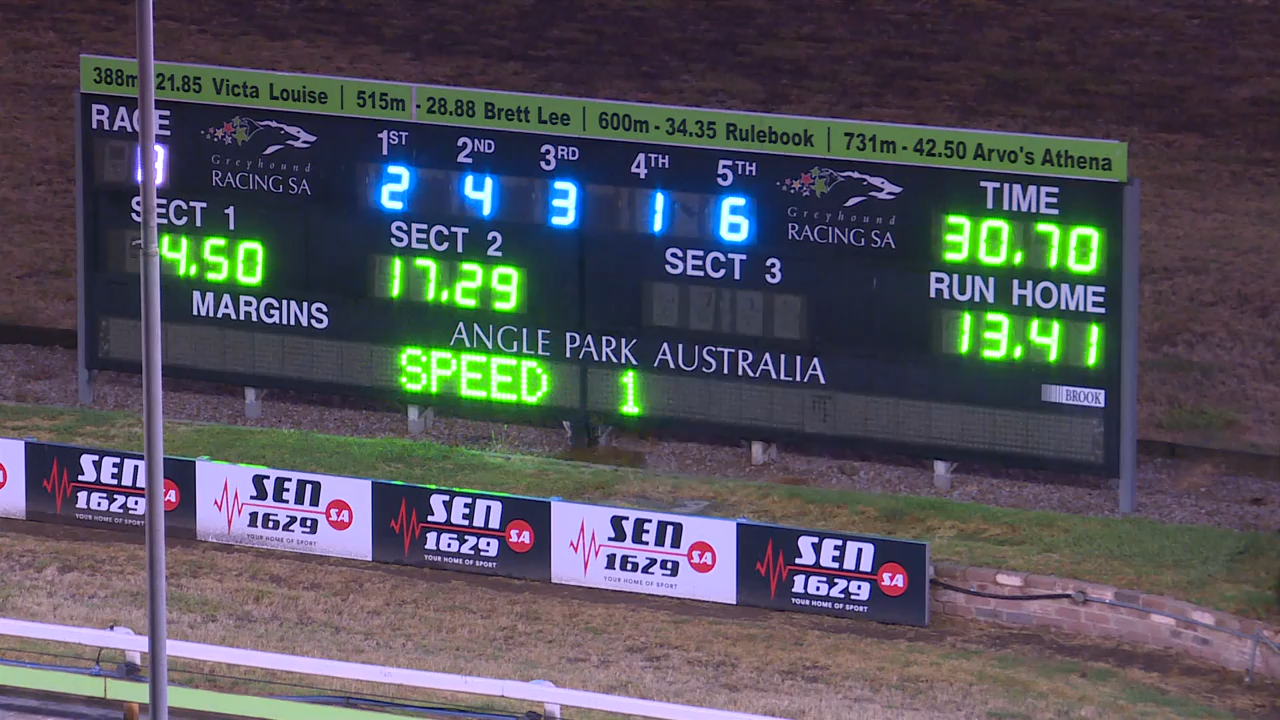 388m 21.85 Victa Louise | 515m - 28.88 Brett Lee | 600m - 34.35 Rulebook | 731m - 42.50 Arvo's Athena
RACE
Greyhound
RACING SA
1ST 2ND 3RD 4TH 5TH
2 4 3 1 6
Greyhound
RACING SA
TIME
30.70
SECT 1
4.50
SECT 2
17.29
SECT 3
RUN HOME
13.41
MARGINS
ANGLE PARK AUSTRALIA
SPEED 1
BROOK
SEN
1629
SA
YOUR HOME OF SPORT
SEN
1629
SA
YOUR HOME OF SPORT
SEN
1629
SA
YOUR HOME OF SPORT
SEN
1629
SA
YOUR HOME OF SPORT
SEN
1629
SA
YOUR HOME OF SPORT